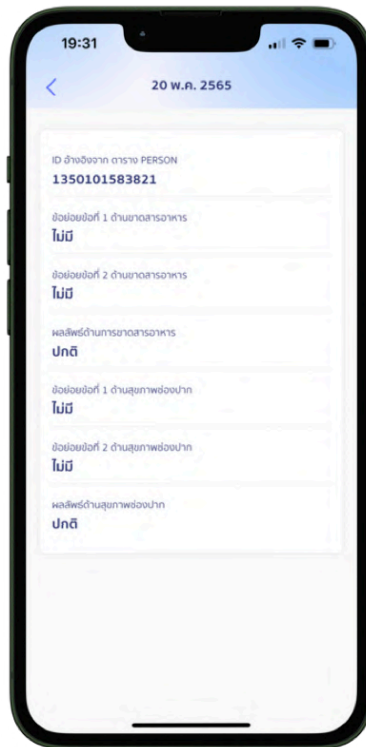 19:31
20 พ.ค. 2565
ID อ้างอิงจาก ตาราง PERSON
1350101583821
ข้อย่อยข้อที่ 1 ด้านขาดสารอาหาร
ไม่มี
ข้อย่อยข้อที่ 2 ด้านขาดสารอาหาร
ไม่มี
ผลลัพธ์ด้านการขาดสารอาหาร
ปกติ
ข้อย่อยข้อที่ 1 ด้านสุขภาพช่องปาก
ไม่มี
ข้อย่อยข้อที่ 2 ด้านสุขภาพช่องปาก
ไม่มี
ผลลัพธ์ด้านสุขภาพช่องปาก
ปกติ